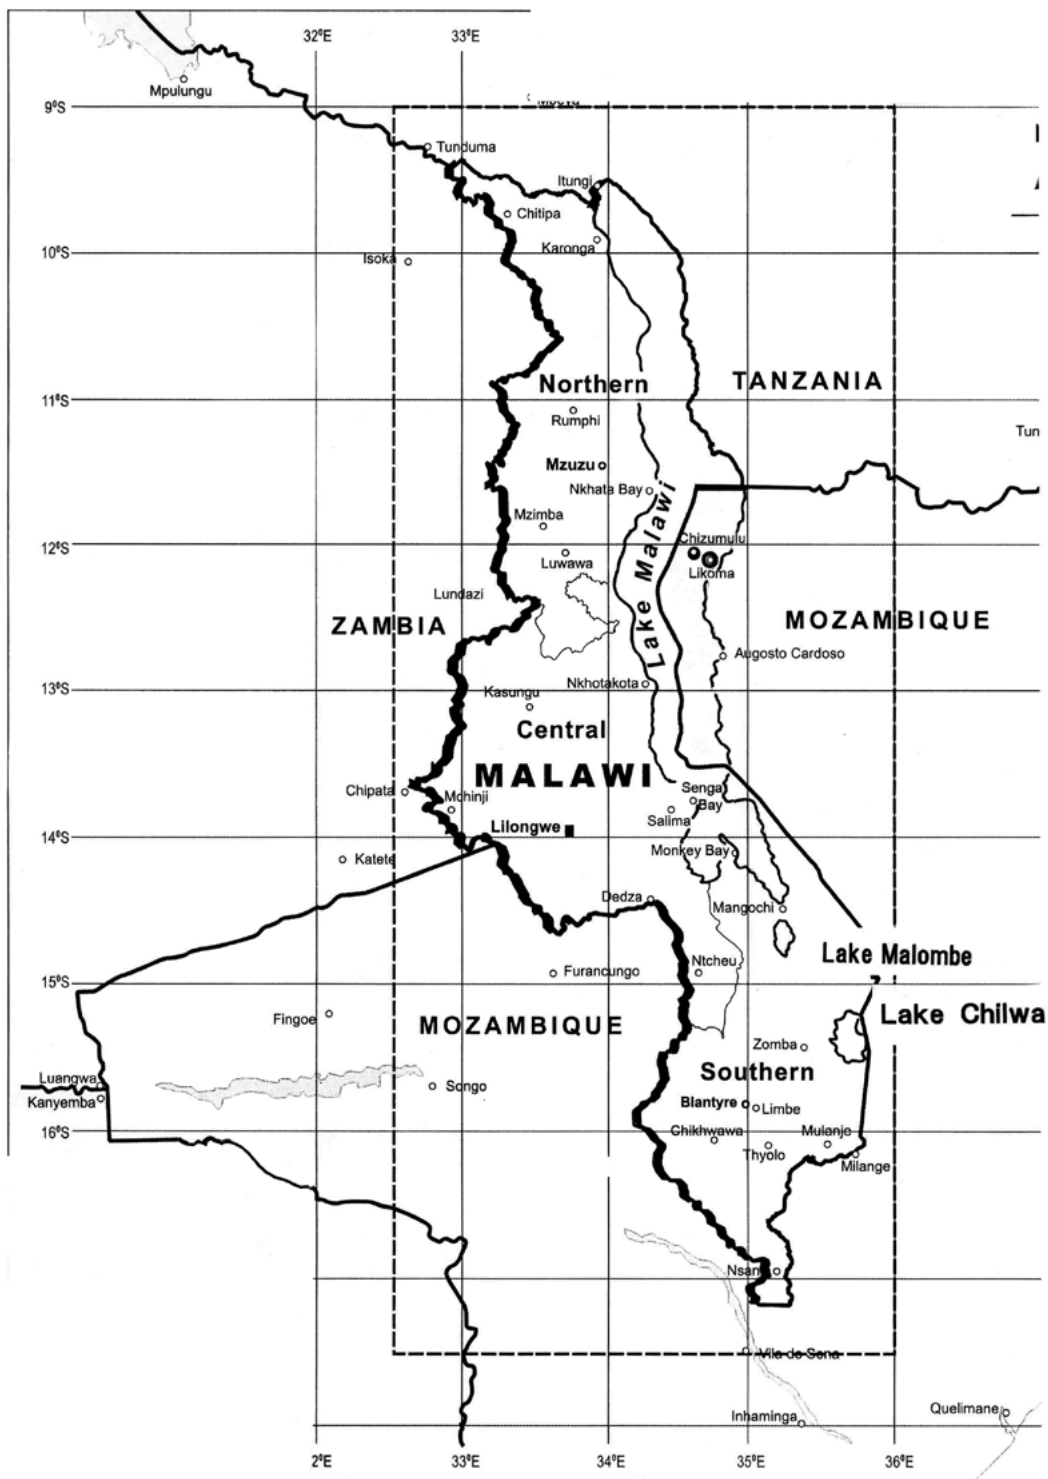 32°E 33°E
Mpulungu
9°S
Tunduma
Itungi
Chitipa
Karonga
10°S
Isoka
Northern
TANZANIA
11°S
Rumphi
Tun
Mzuzu
Nkhata Bay
Mzimba
Lake Malawi
Chizumulu
12°S
Luwawa
Likoma
Lundazi
ZAMBIA
MOZAMBIQUE
Augosto Cardoso
13°S
Nkhotakota
Kasungu
Central
MALAWI
Chipata
Mchinji
Senga
Bay
Salima
Lilongwe
14°S
Katete
Monkey Bay
Dedza
Mangochi
Lake Malombe
Ntcheu
Furancungo
15°S
Lake Chilwa
Fingoe
MOZAMBIQUE
Zomba
Southern
Luangwa
Songo
Kanyemba
Blantyre
Limbe
16°S
Chikhwawa
Mulanje
Thyolo
Milange
Nsanj
Vila de Sena
Inhaminga
Quelimane
2°E 33°E 34°E 35°E 36°E